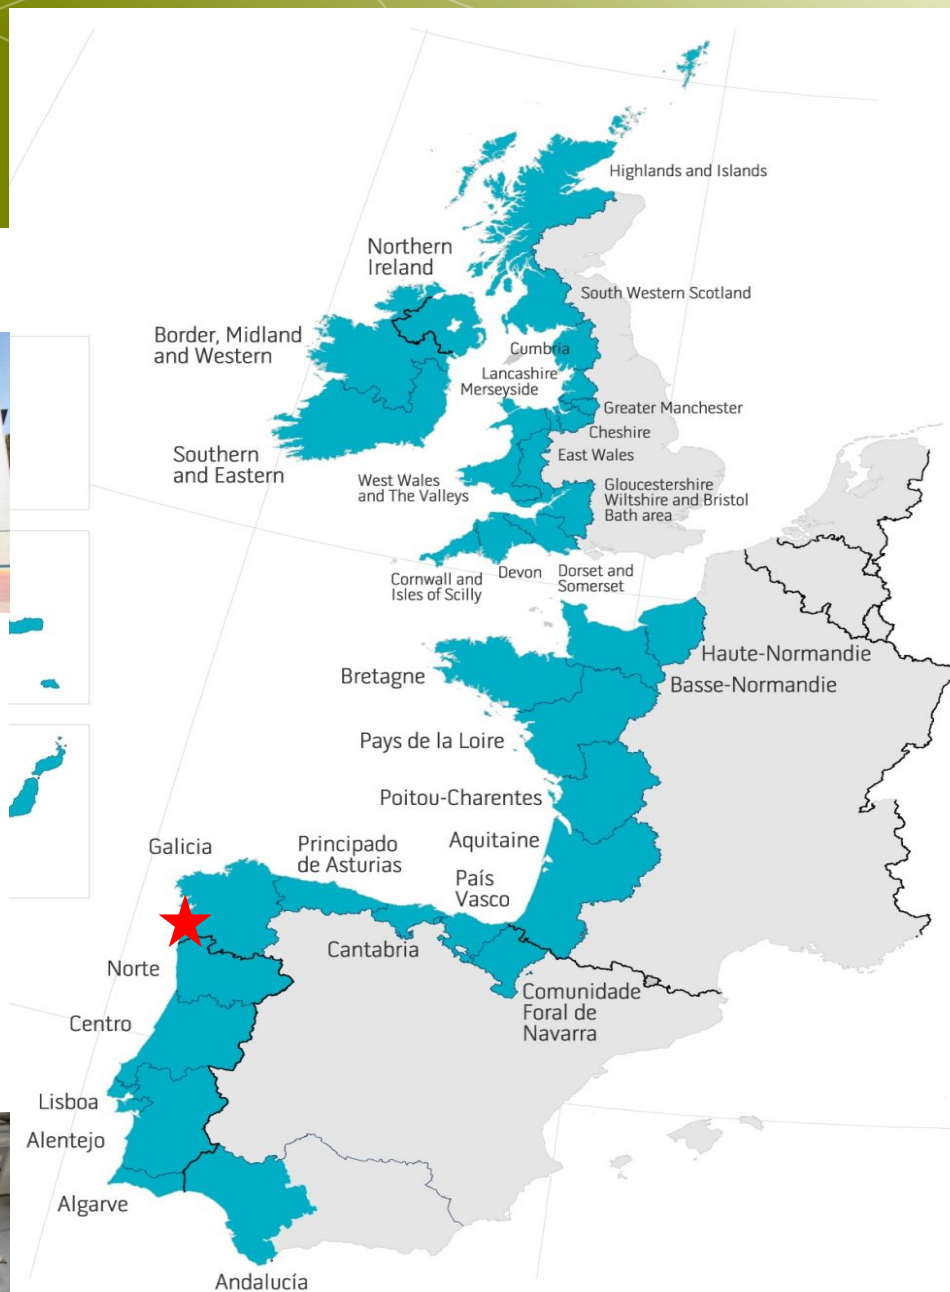 Highlands and Islands
Northern
Ireland
South Western Scotland
Border, Midland
and Western
Cumbria
Lancashire
Merseyside
Greater Manchester
Cheshire
Southern
and Eastern
East Wales
West Wales
and The Valleys
Gloucestershire
Wiltshire and Bristol
Bath area
Cornwall and
Isles of Scilly
Devon
Dorset and
Somerset
Haute-Normandie
Bretagne
Basse-Normandie
Pays de la Loire
Poitou-Charentes
Galicia
Principado
de Asturias
Aquitaine
País
Vasco
Cantabria
Norte
Comunidade
Foral de
Navarra
Centro
Lisboa
Alentejo
Algarve
Andalucía